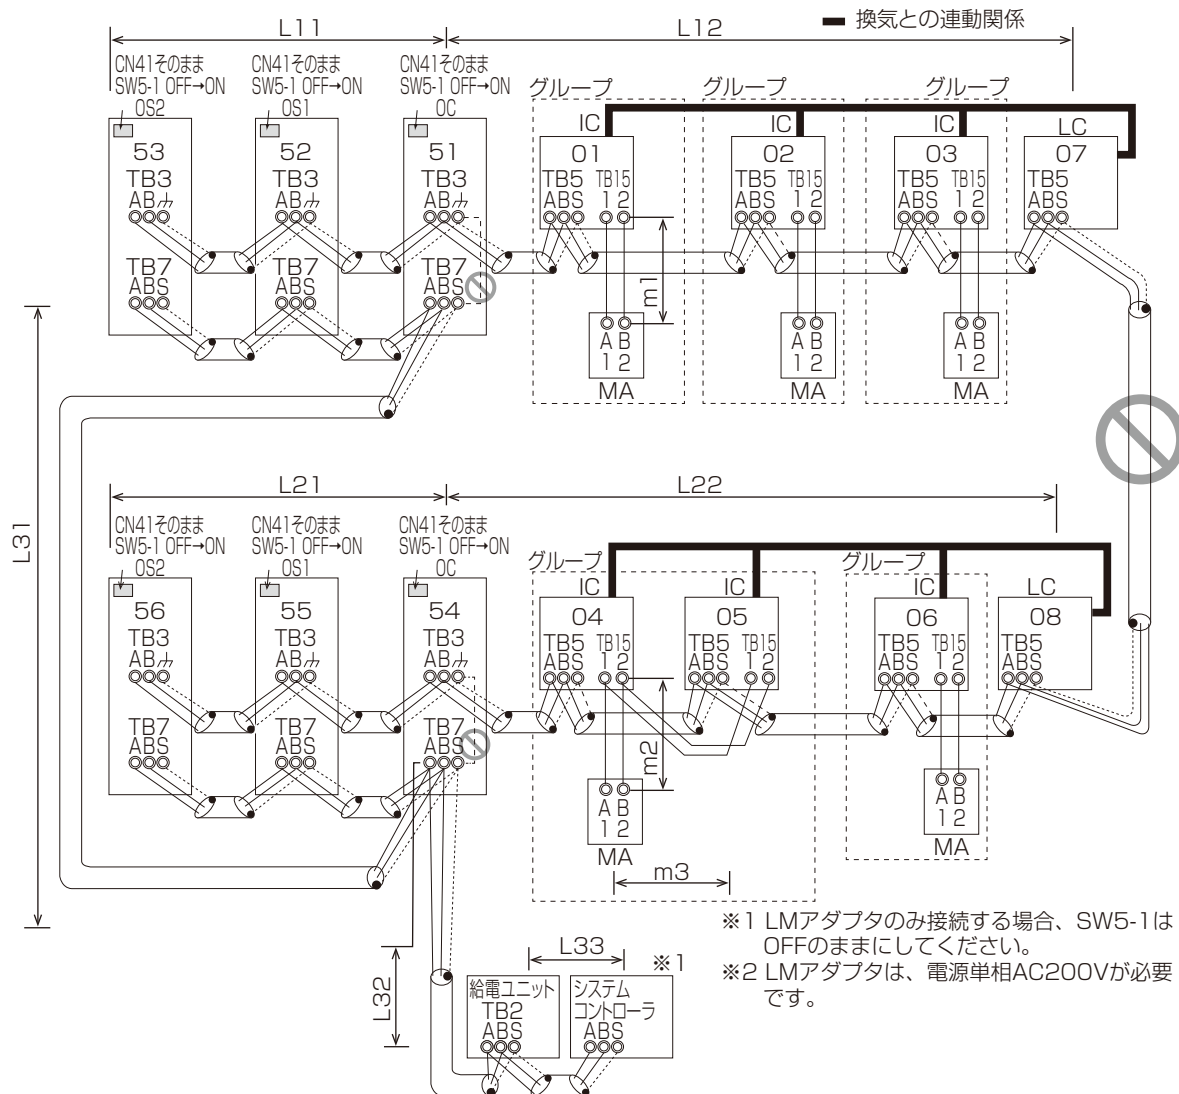 換気との連動関係
L11
L12
CN41そのまま
SW5-1 OFF→ON
OS2
CN41そのまま
SW5-1 OFF→ON
OS1
CN41そのまま
SW5-1 OFF→ON
OC
グループ
グループ
グループ
IC
IC
IC
LC
53
52
51
01
02
03
07
TB3
AB
TB3
AB
TB3
AB
TB5
ABS
TB15
1 2
TB5
ABS
TB15
1 2
TB5
ABS
TB15
1 2
TB5
ABS
TB7
ABS
TB7
ABS
TB7
ABS
m1
A B
1 2
MA
A B
1 2
MA
A B
1 2
MA
L31
L21
L22
CN41そのまま
SW5-1 OFF→ON
OS2
CN41そのまま
SW5-1 OFF→ON
OS1
CN41そのまま
SW5-1 OFF→ON
OC
グループ
グループ
IC
IC
IC
LC
56
55
54
04
05
06
08
TB3
AB
TB3
AB
TB3
AB
TB5
ABS
TB15
1 2
TB5
ABS
TB15
1 2
TB5
ABS
TB15
1 2
TB5
ABS
TB7
ABS
TB7
ABS
TB7
ABS
m2
A B
1 2
MA
A B
1 2
MA
m3
※1 LMアダプタのみ接続する場合、SW5-1は
OFFのままにしてください。
※2 LMアダプタは、電源単相AC200Vが必要
です。
L32
L33
※1
給電ユニット
TB2
ABS
システム
コントローラ
ABS